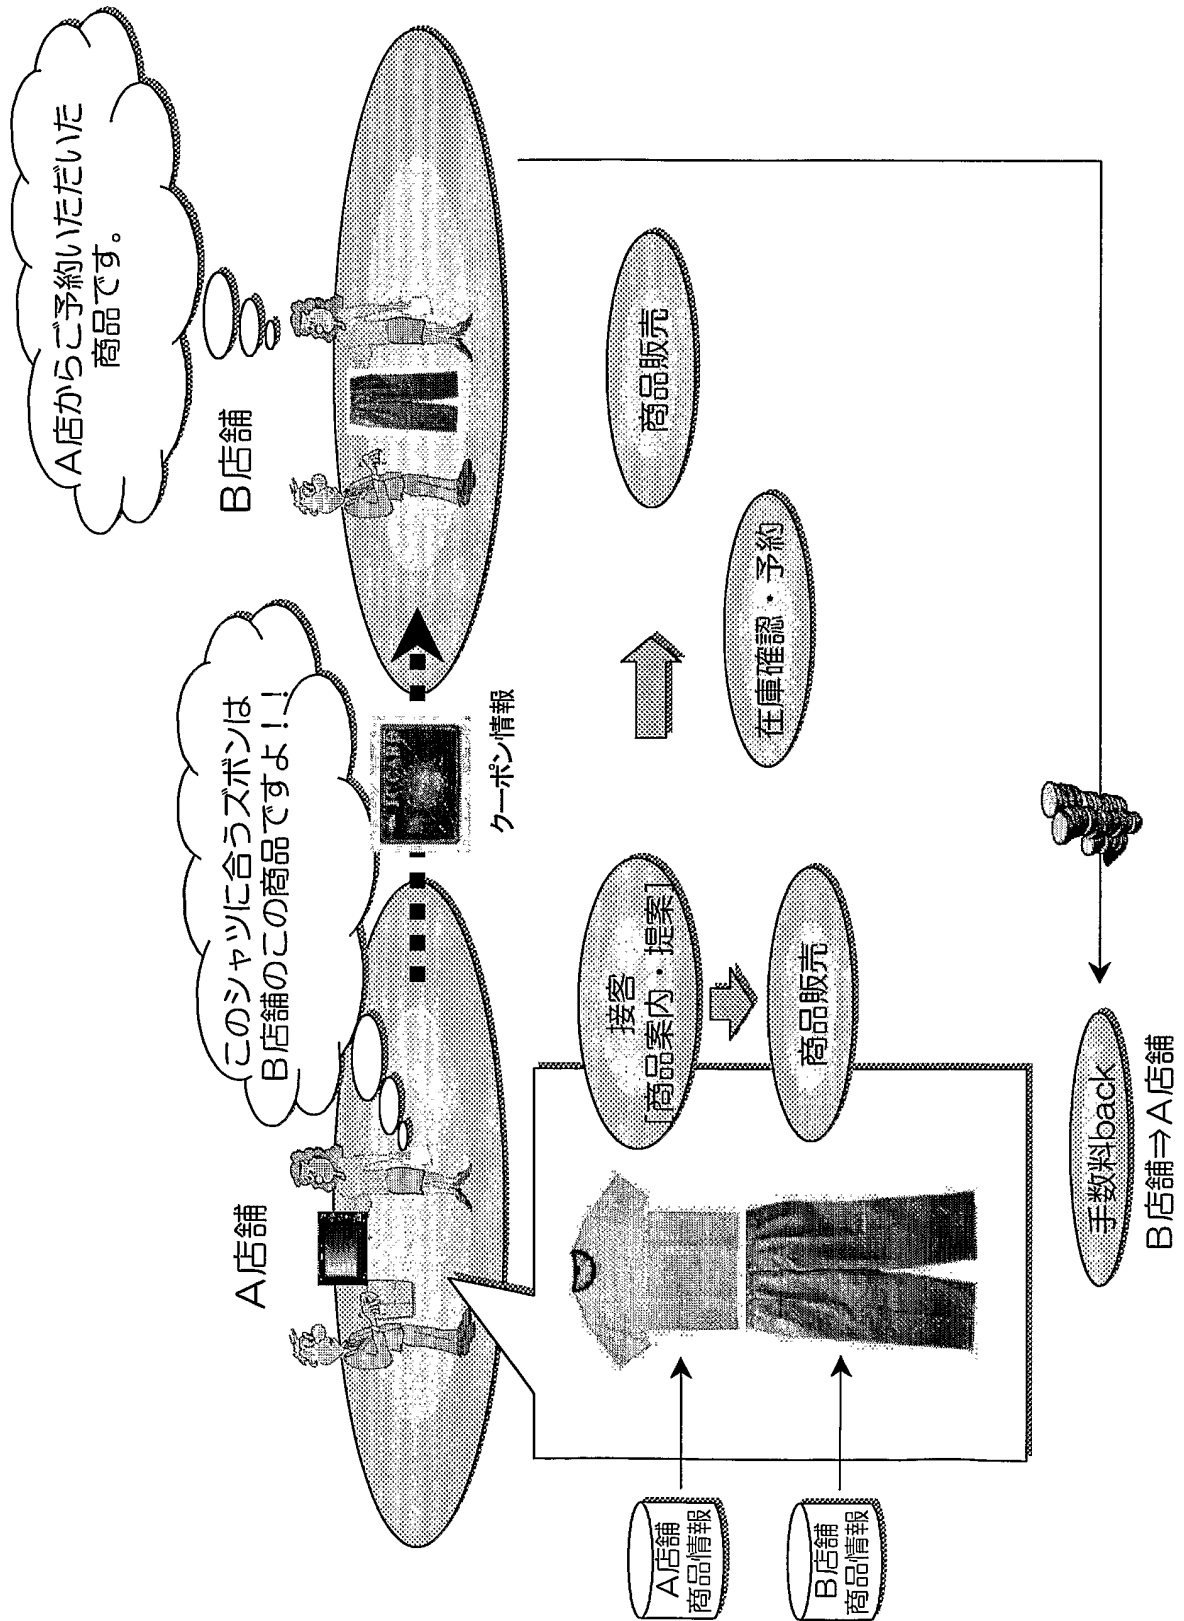 A店舗
このシャツに合うズボンは
B店舗のこの商品ですよ！！
B店舗
A店からご予約いただいた
商品です。
クーポン情報
接客
[商品案内・提案]
商品販売
在庫確認・予約
商品販売
A店舗
商品情報
B店舗
商品情報
手数料back
B店舗⇒A店舗